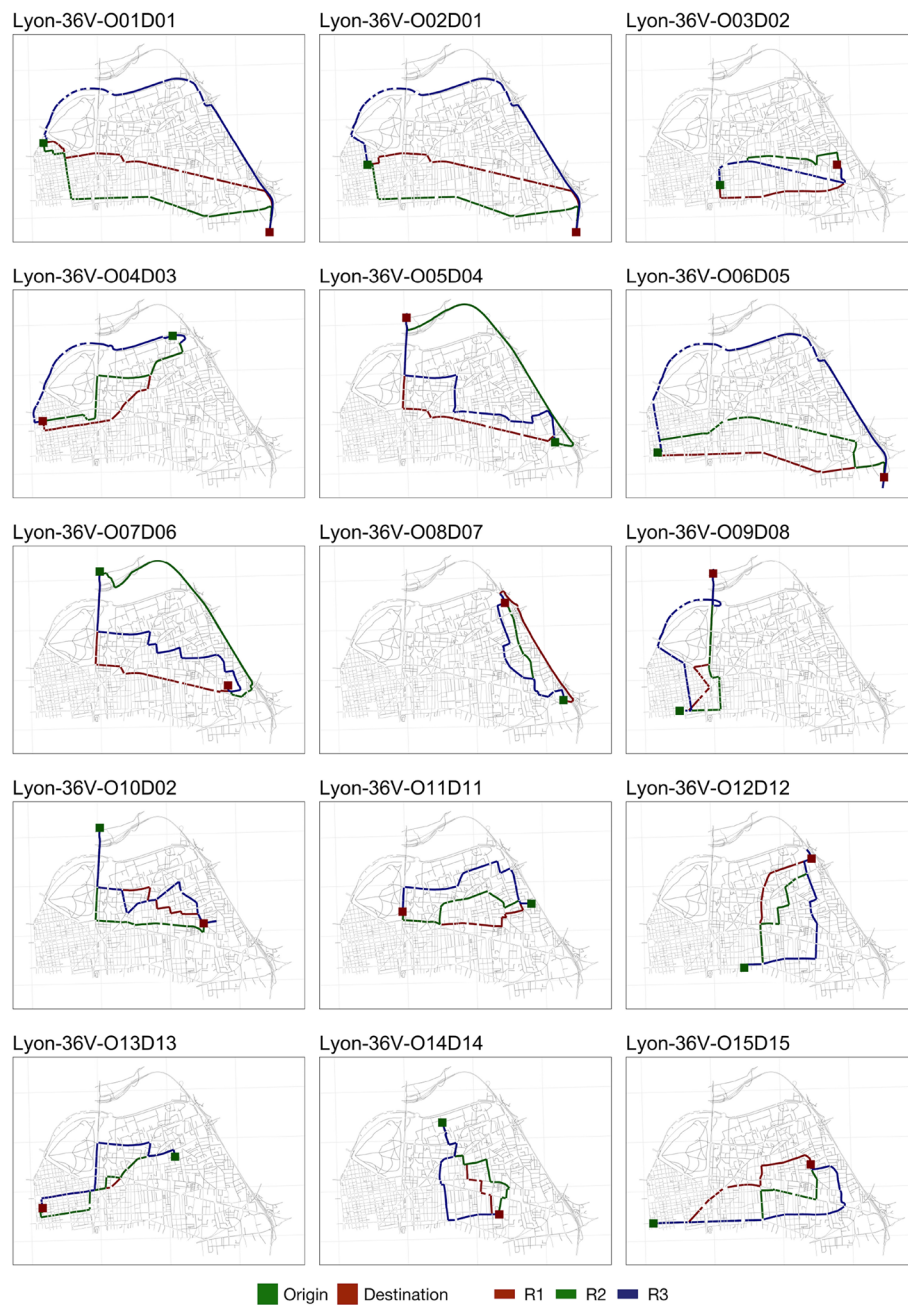 Lyon-36V-O01D01 Lyon-36V-O02D01 Lyon-36V-O03D02
Lyon-36V-O04D03 Lyon-36V-O05D04 Lyon-36V-O06D05
Lyon-36V-O07D06 Lyon-36V-O08D07 Lyon-36V-O09D08
Lyon-36V-O10D02 Lyon-36V-O11D11 Lyon-36V-O12D12
Lyon-36V-O13D13 Lyon-36V-O14D14 Lyon-36V-O15D15
Origin Destination R1 R2 R3